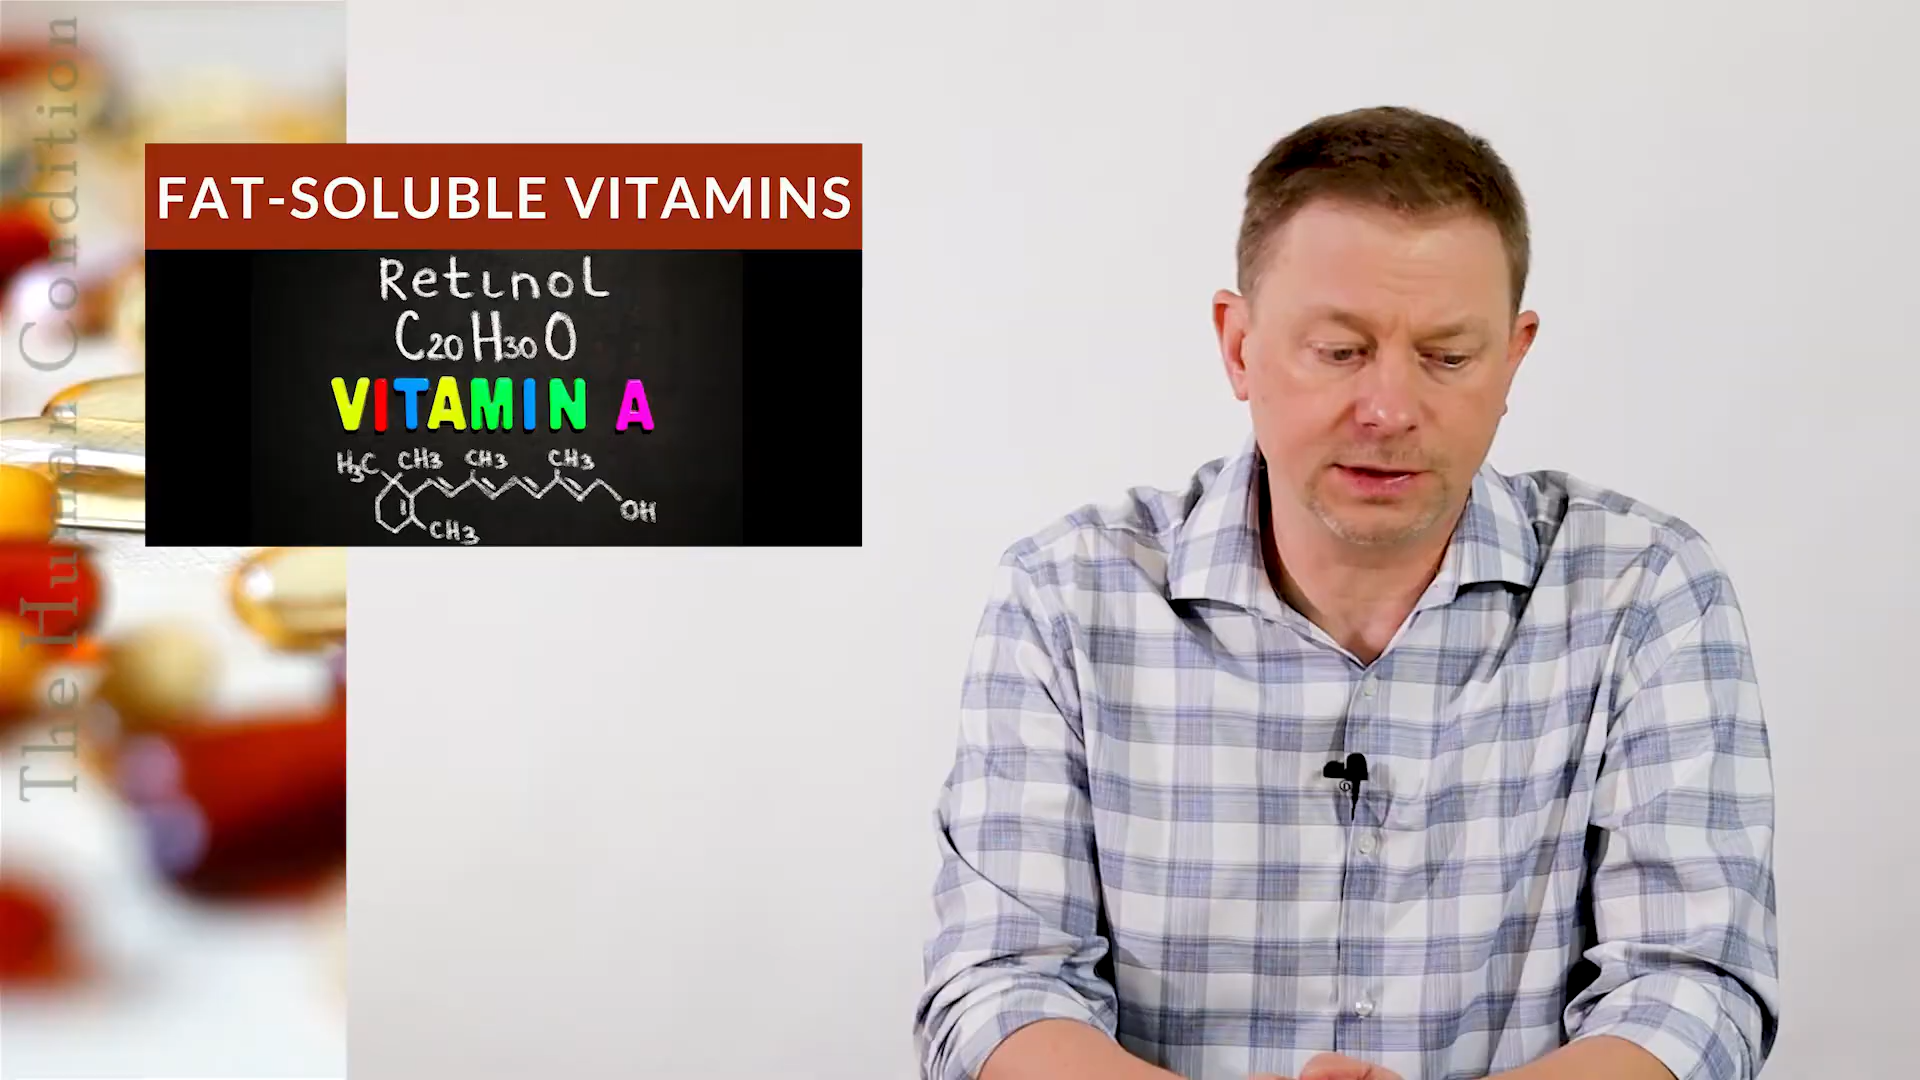 The Human Condition
FAT-SOLUBLE VITAMINS
Retinol
C20H30O
VITAMIN A
H3C CH3 CH3 CH3
OH
CH3